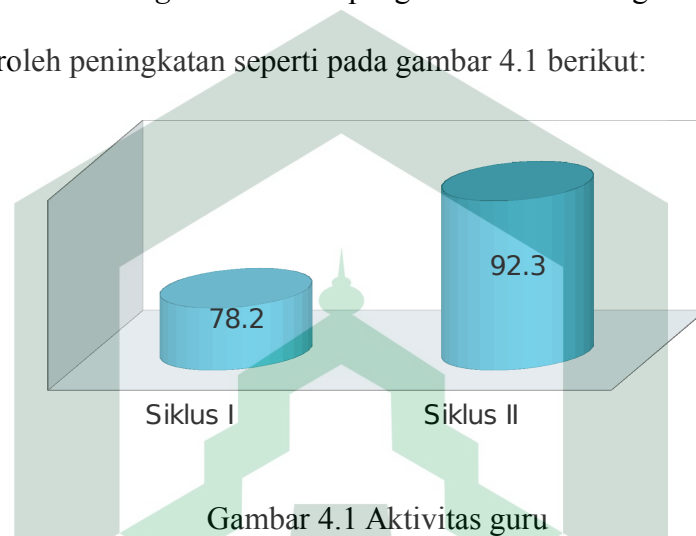 roleh peningkatan seperti pada gambar 4.1 berikut:
92.3
78.2
Siklus I Siklus II
Gambar 4.1 Aktivitas guru